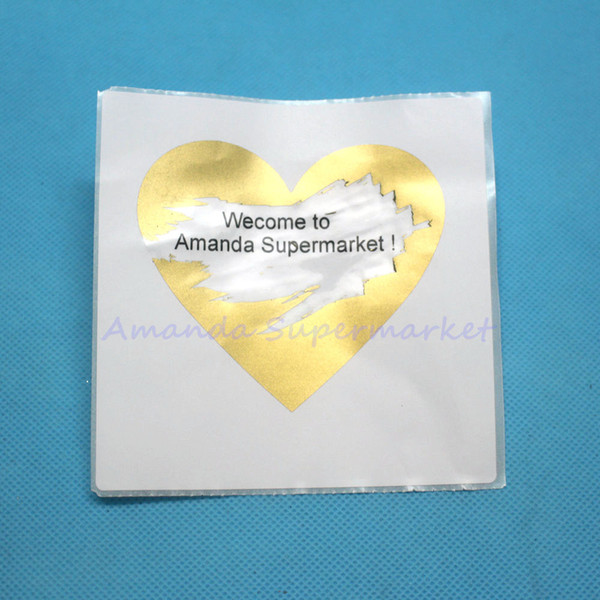 Wecome to
Amanda Supermarket !
Amanda Supermarket